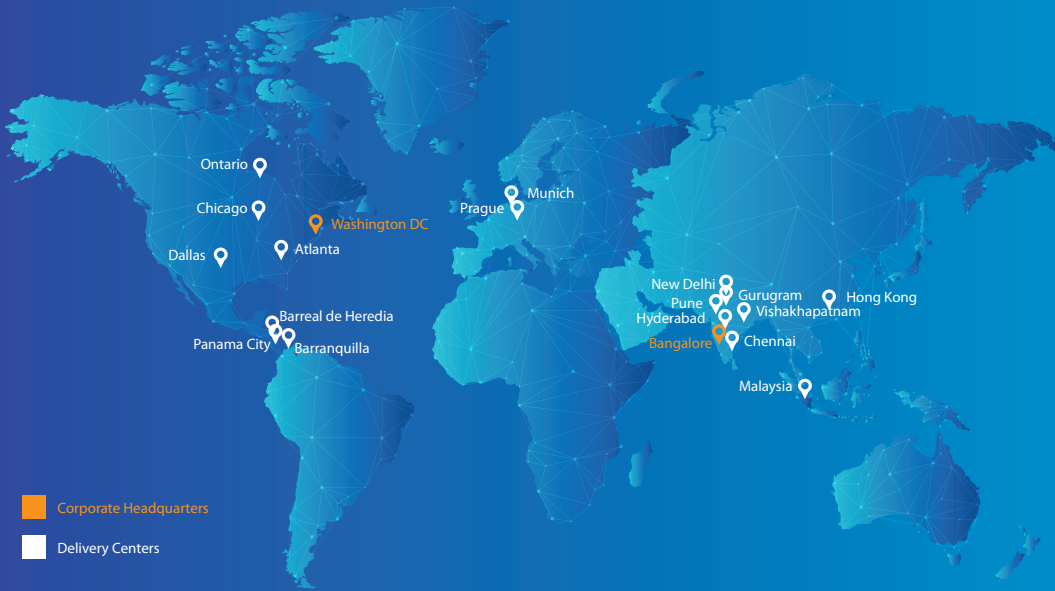 Ontario
Chicago
Washington DC
Dallas
Atlanta
Barreal de Heredia
Panama City
Barranquilla
Munich
Prague
New Delhi
Gurugram
Pune
Hong Kong
Vishakhapatnam
Hyderabad
Bangalore
Chennai
Malaysia
Corporate Headquarters
Delivery Centers